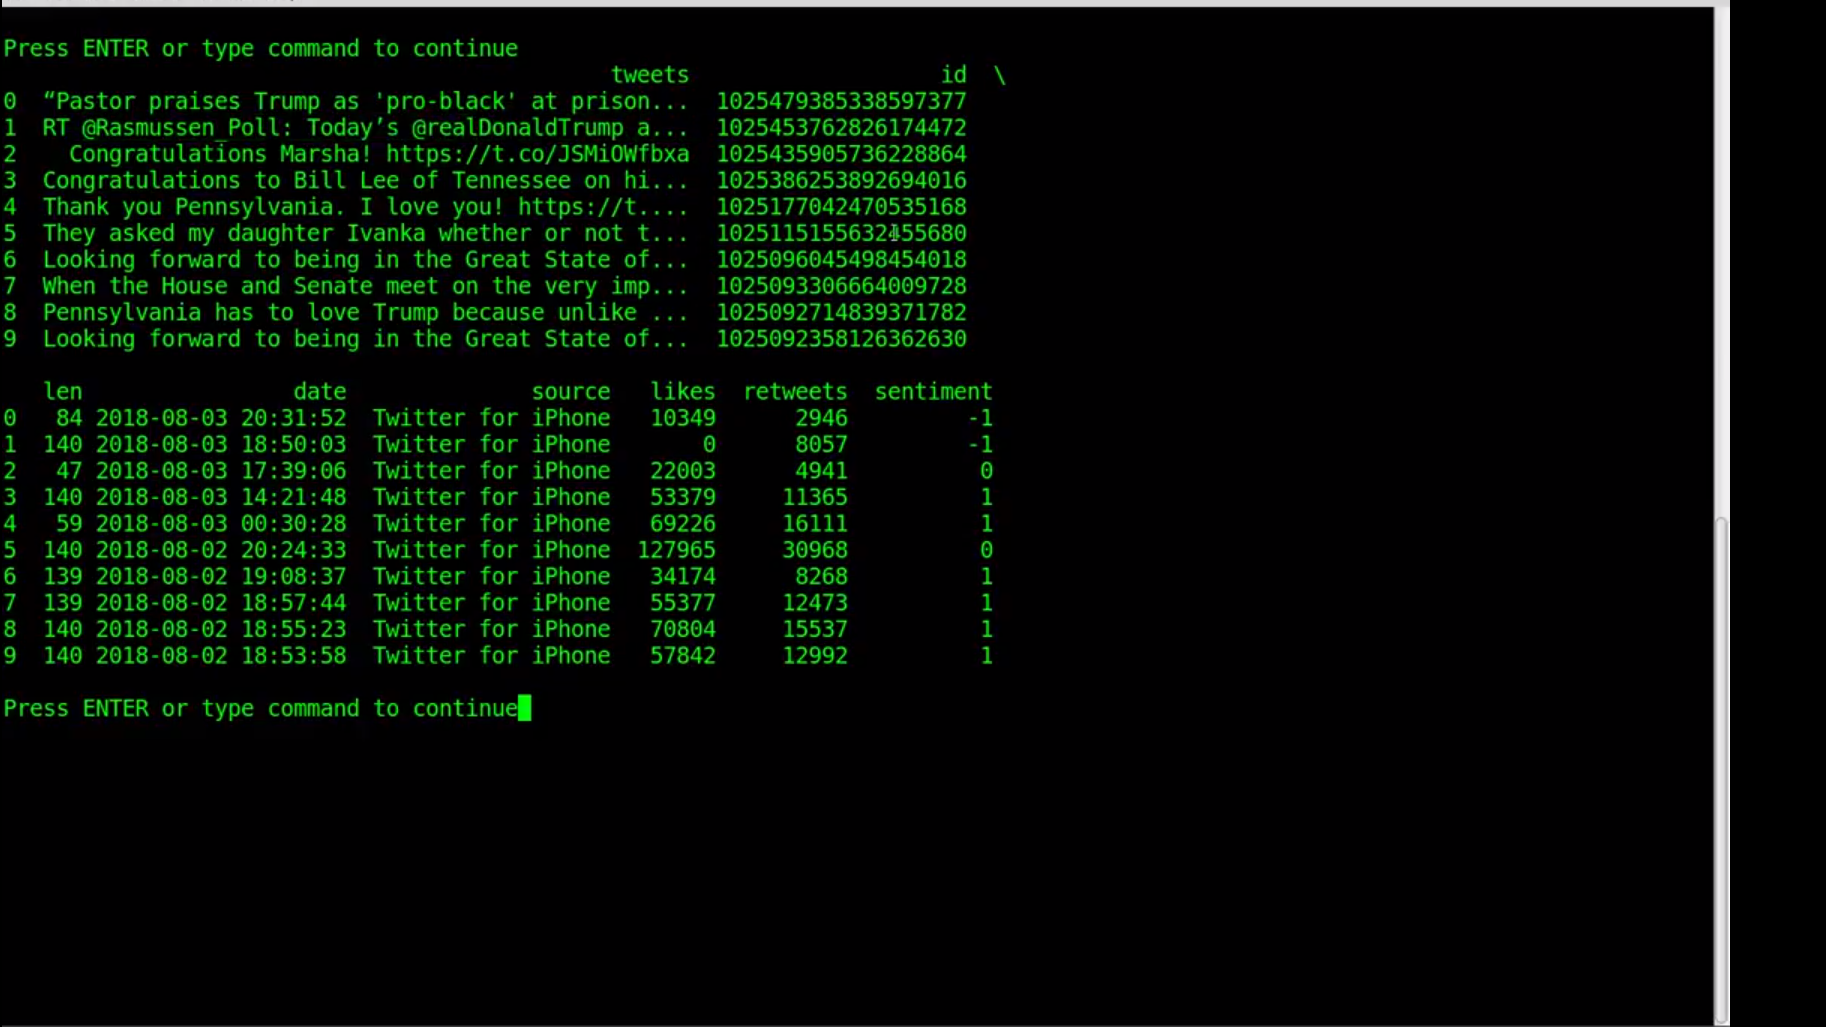 Press ENTER or type command to continue
tweets id \
0 “Pastor praises Trump as 'pro-black' at prison... 1025479385338597377
1 RT @Rasmussen_Poll: Today’s @realDonaldTrump a... 1025453762826174472
2 Congratulations Marsha! https://t.co/JSMiOWfbxa 1025435905736228864
3 Congratulations to Bill Lee of Tennessee on hi... 1025386253892694016
4 Thank you Pennsylvania. I love you! https://t.... 1025177042470535168
5 They asked my daughter Ivanka whether or not t... 1025115155632455680
6 Looking forward to being in the Great State of... 1025096045498454018
7 When the House and Senate meet on the very imp... 1025093306664009728
8 Pennsylvania has to love Trump because unlike ... 1025092714839371782
9 Looking forward to being in the Great State of... 1025092358126362630
len date source likes retweets sentiment
0 84 2018-08-03 20:31:52 Twitter for iPhone 10349 2946 -1
1 140 2018-08-03 18:50:03 Twitter for iPhone 0 8057 -1
2 47 2018-08-03 17:39:06 Twitter for iPhone 22003 4941 0
3 140 2018-08-03 14:21:48 Twitter for iPhone 53379 11365 1
4 59 2018-08-03 00:30:28 Twitter for iPhone 69226 16111 1
5 140 2018-08-02 20:24:33 Twitter for iPhone 127965 30968 0
6 139 2018-08-02 19:08:37 Twitter for iPhone 34174 8268 1
7 139 2018-08-02 18:57:44 Twitter for iPhone 55377 12473 1
8 140 2018-08-02 18:55:23 Twitter for iPhone 70804 15537 1
9 140 2018-08-02 18:53:58 Twitter for iPhone 57842 12992 1
Press ENTER or type command to continue